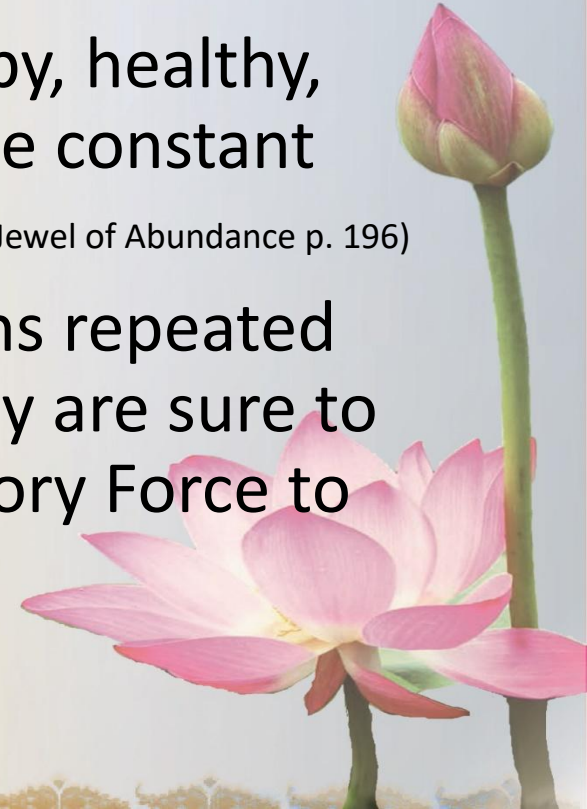 py, healthy,
e constant
Jewel of Abundance p. 196)
ns repeated
y are sure to
ory Force to